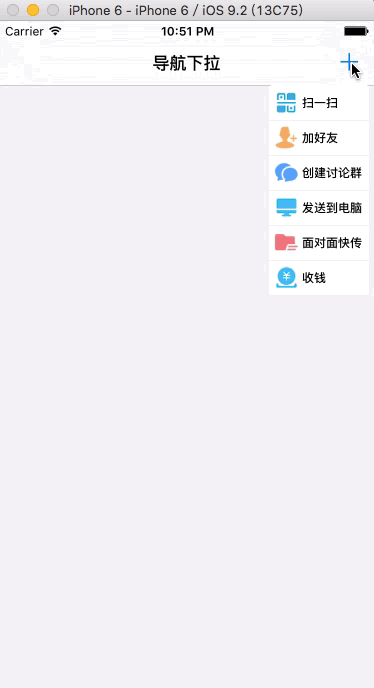 iPhone 6 - iPhone 6 / iOS 9.2 (13C75)
Carrier 10:51 PM
导航下拉
扫一扫
加好友
创建讨论群
发送到电脑
面对面快传
¥ 收钱